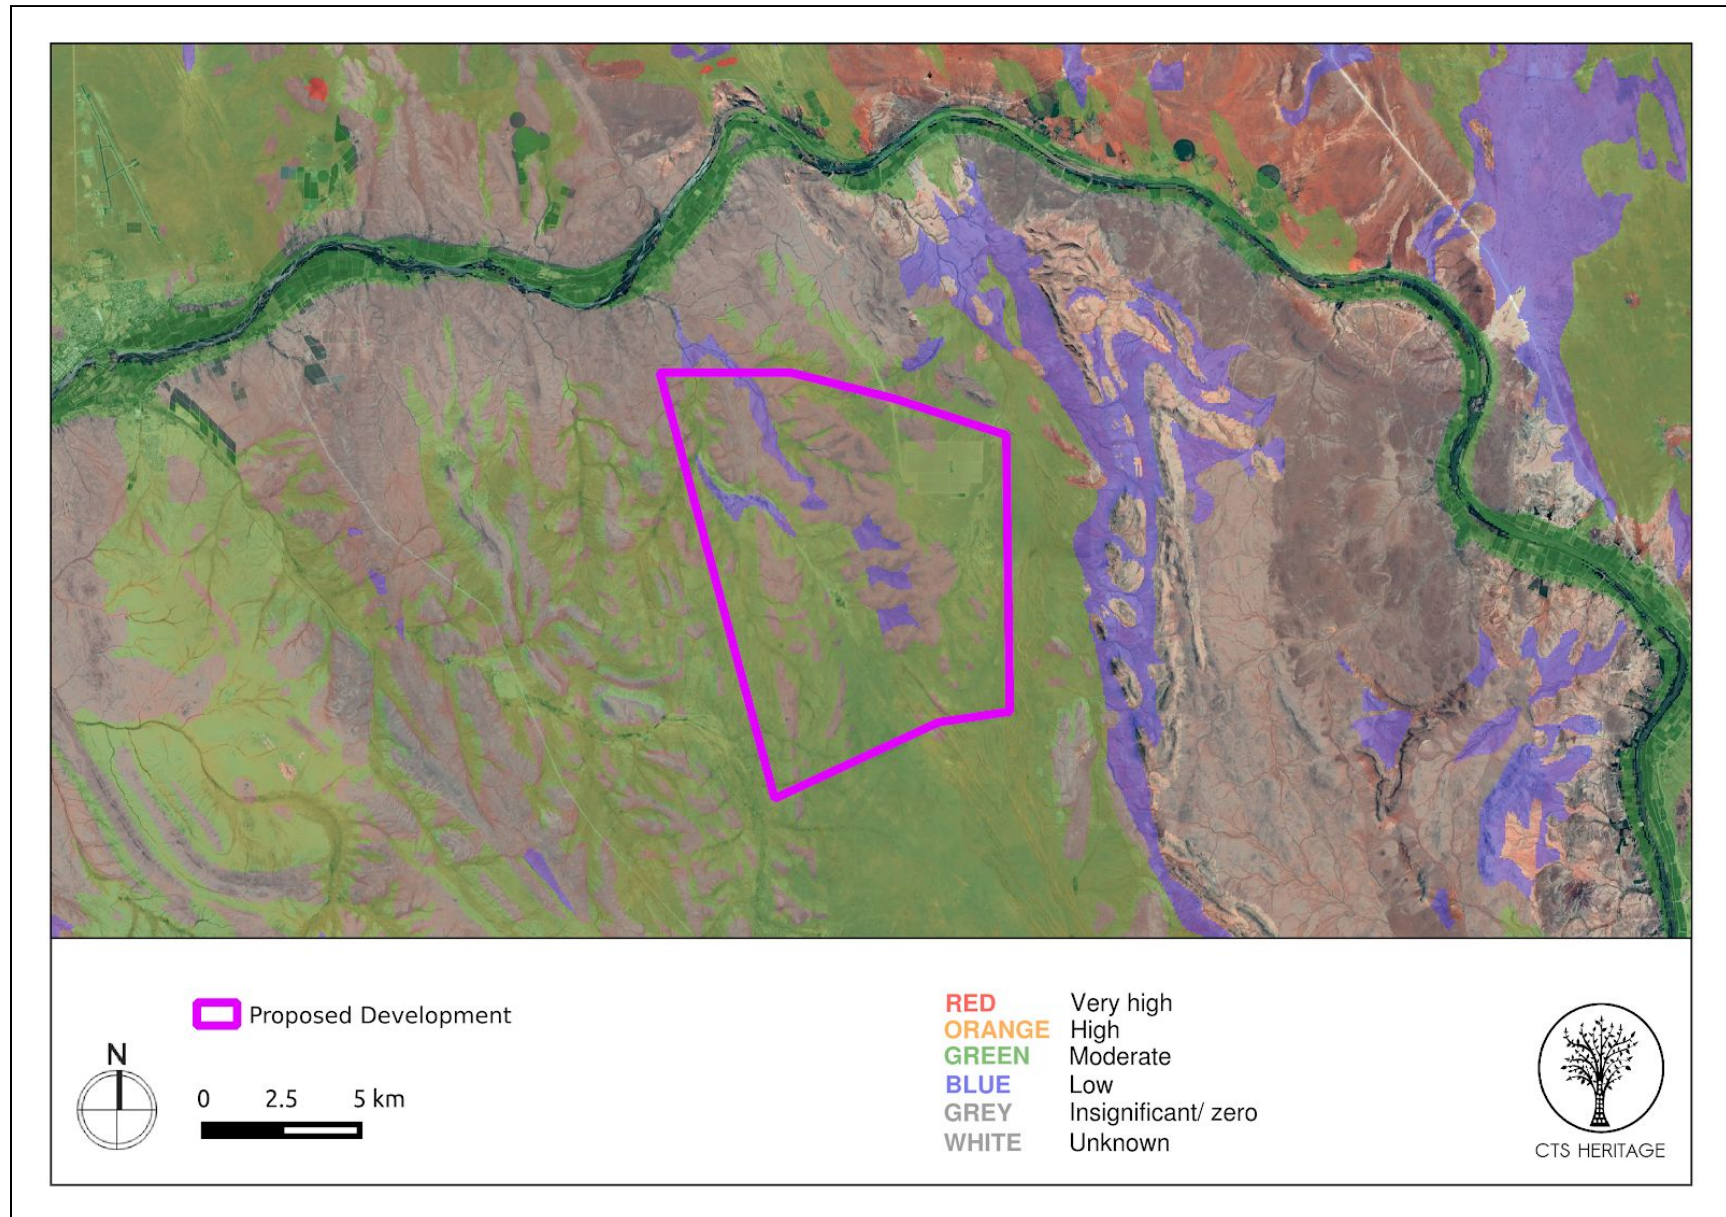 Proposed Development
N
0 2.5 5 km
RED Very high
ORANGE High
GREEN Moderate
BLUE Low
GREY Insignificant/ zero
WHITE Unknown
CTS HERITAGE